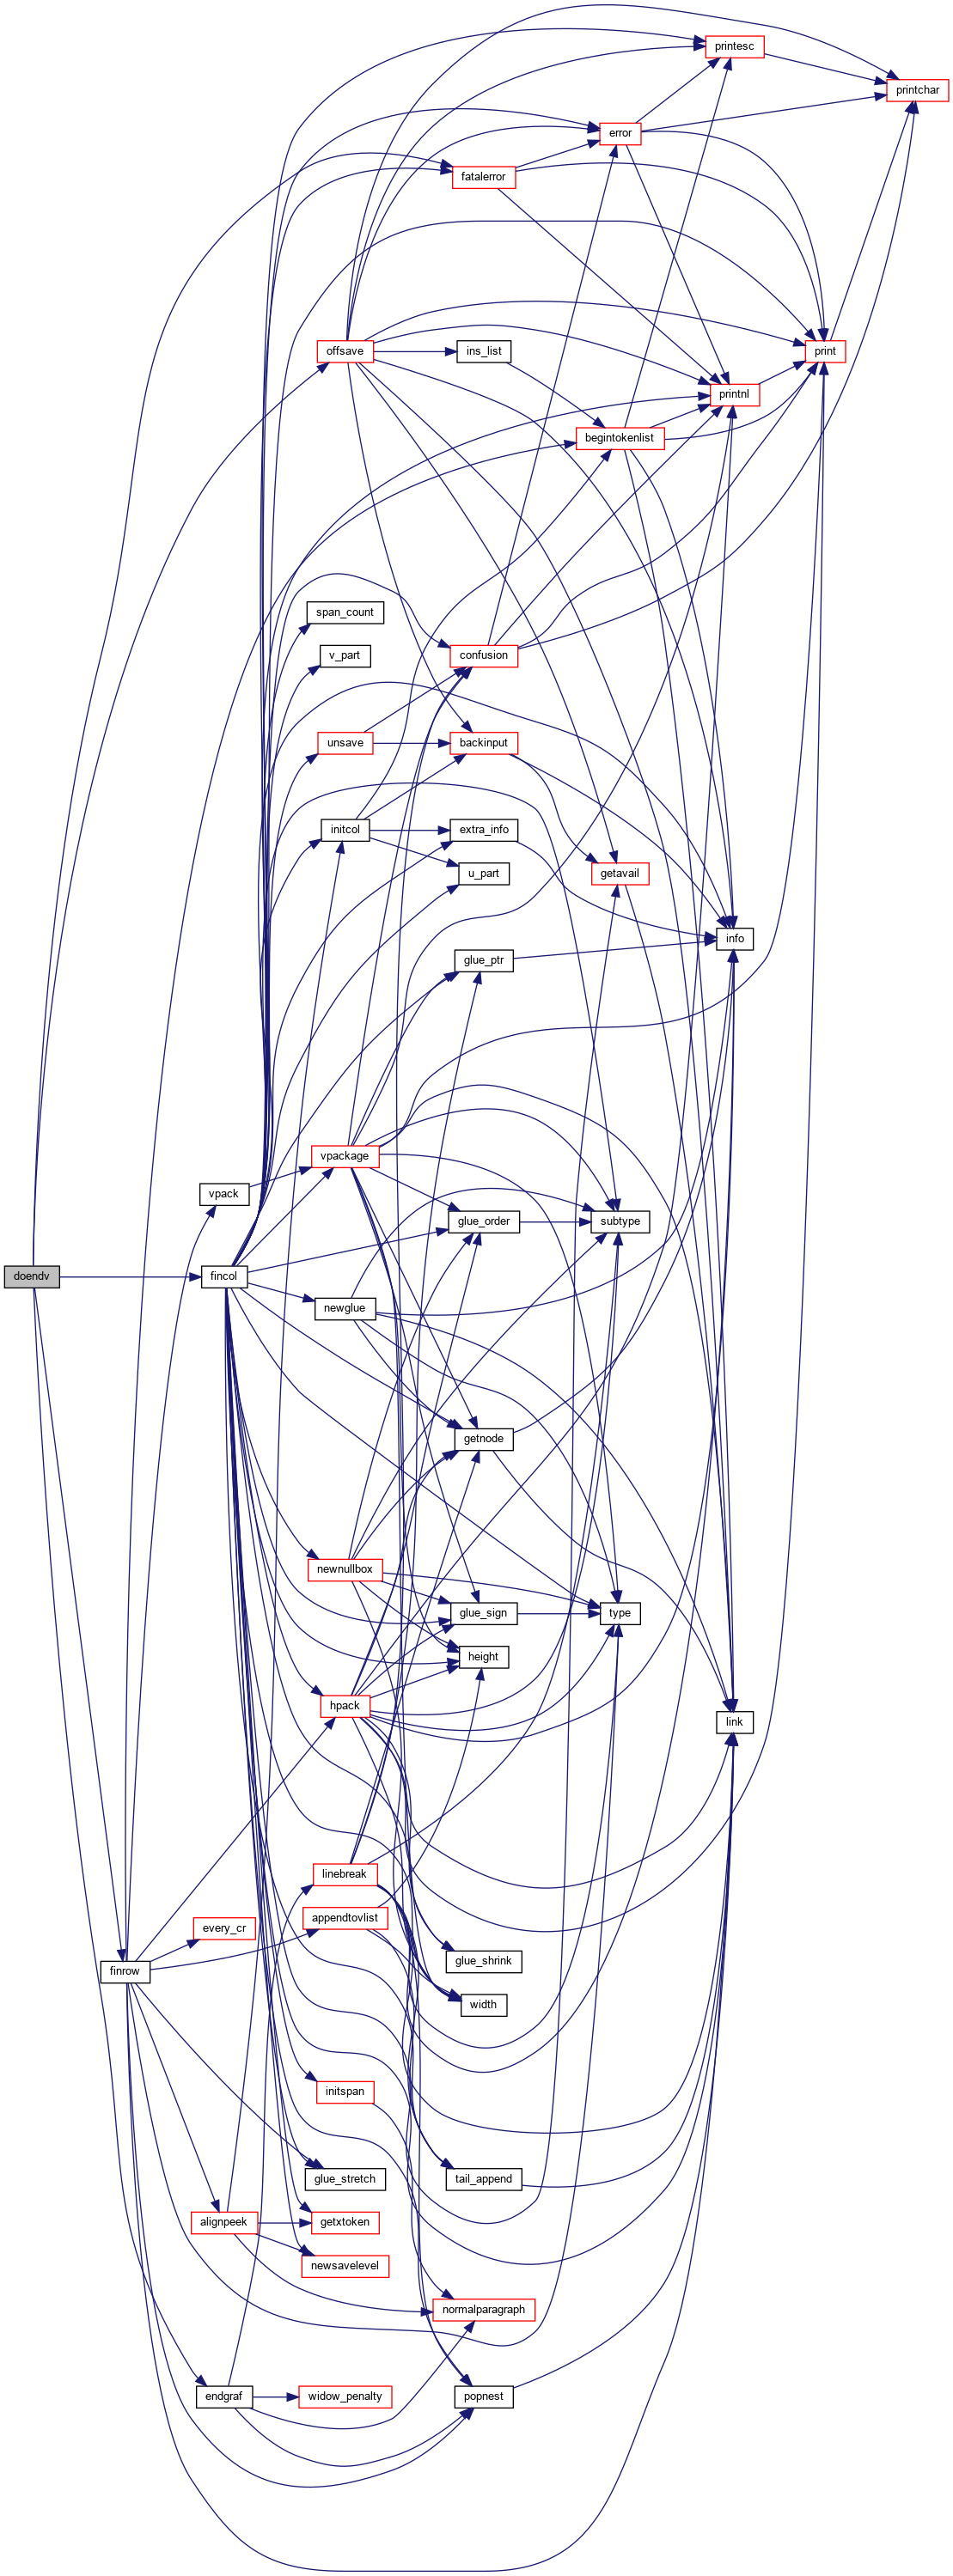 printesc
printchar
error
fatalerror
offsave
ins_list
print
printnl
begintokenlist
span_count
v_part
confusion
unsave
backinput
initcol
extra_info
u_part
getavail
info
glue_ptr
vpackage
vpack
glue_order
subtype
doendv
fincol
newglue
getnode
newnullbox
glue_sign
type
height
hpack
link
linebreak
appendtovlist
every_cr
glue_shrink
finrow
width
initspan
glue_stretch
tail_append
alignpeek
getxtoken
newsavelevel
normalparagraph
endgraf
widow_penalty
popnest